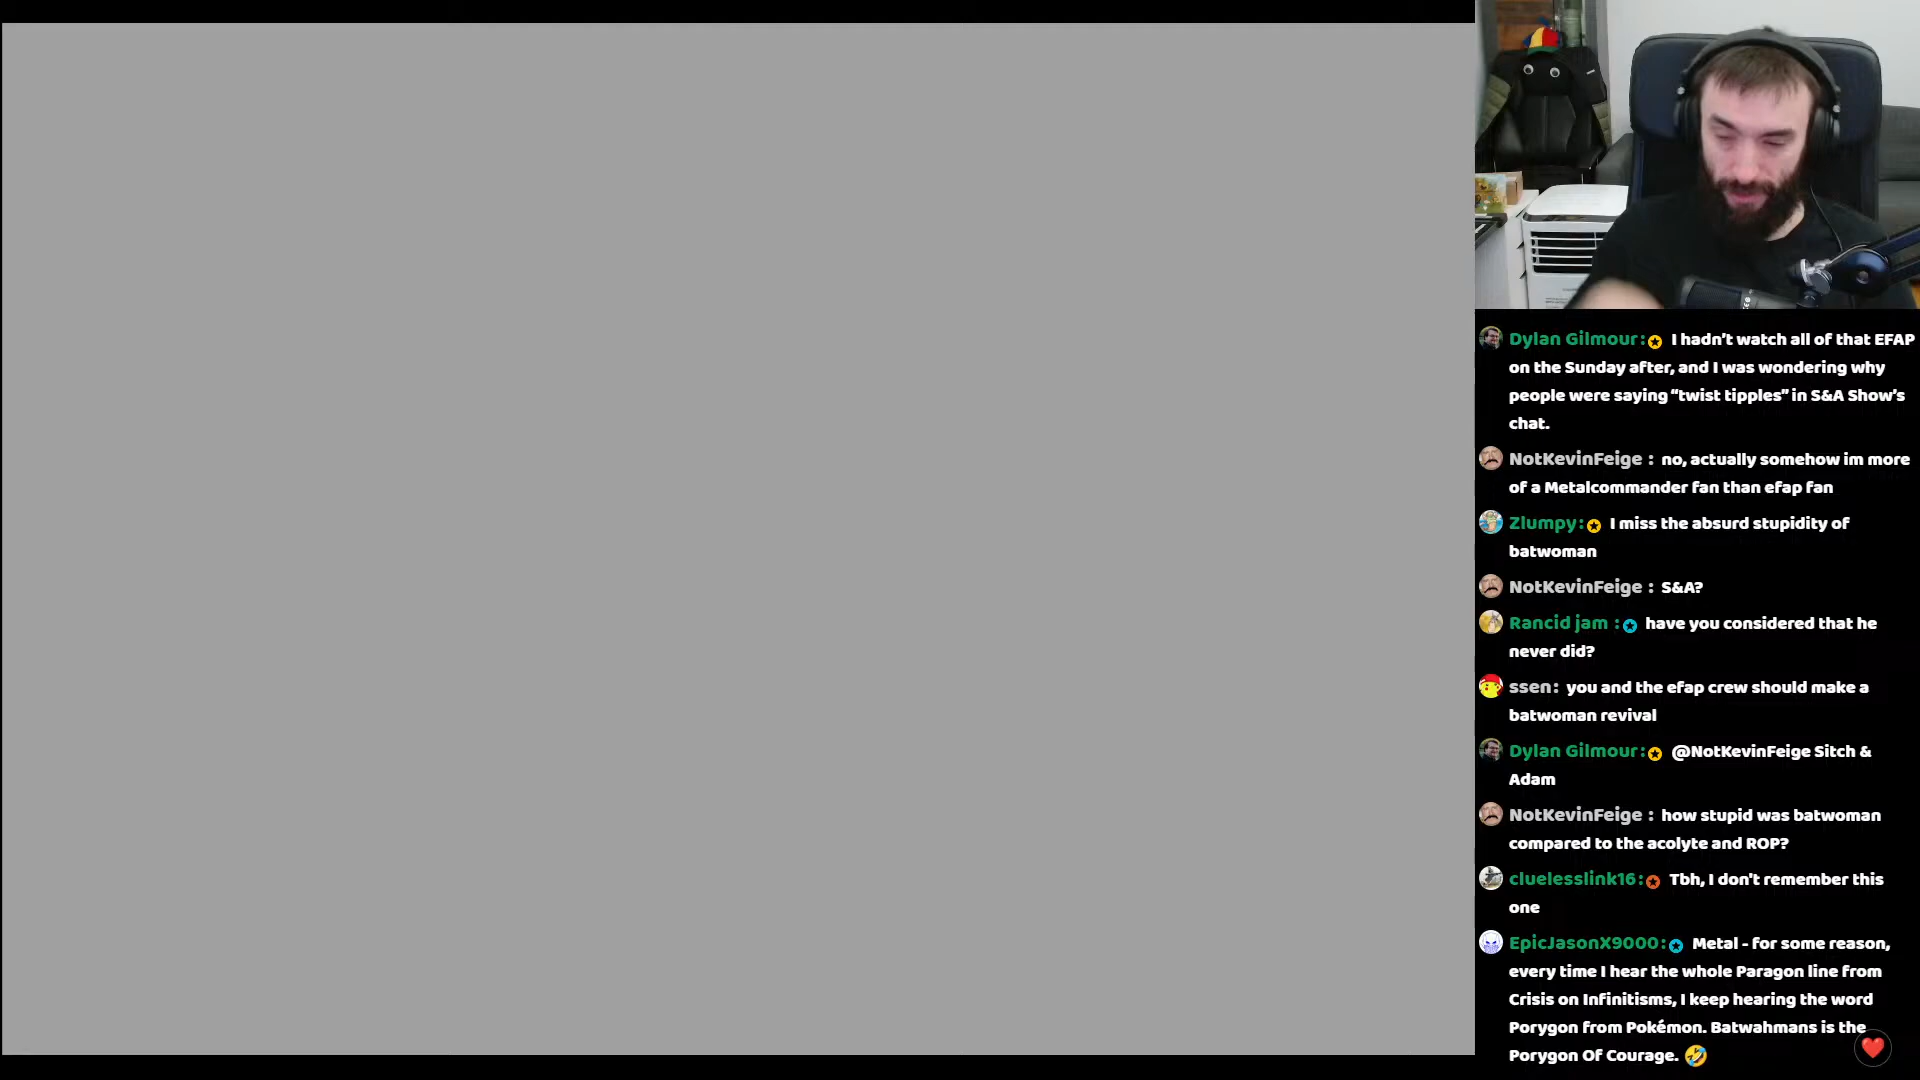 Dylan Gilmour: I hadn't watch all of that EFAP
on the Sunday after, and I was wondering why
people were saying “twist tipples” in S&A Show's
chat.
NotKevinFeige : no, actually somehow im more
of a Metalcommander fan than efap fan
Zlumpy: I miss the absurd stupidity of
batwoman
NotKevinFeige : S&A?
Rancid jam : have you considered that he
never did?
ssen: you and the efap crew should make a
batwoman revival
Dylan Gilmour: @NotKevinFeige Sitch &
Adam
NotKevinFeige : how stupid was batwoman
compared to the acolyte and ROP?
cluelesslink16: Tbh, I don't remember this
one
EpicJasonX9000: Metal - for some reason,
every time I hear the whole Paragon line from
Crisis on Infinitisms, I keep hearing the word
Porygon from Pokémon. Batwahmans is the
Porygon Of Courage. 🤣